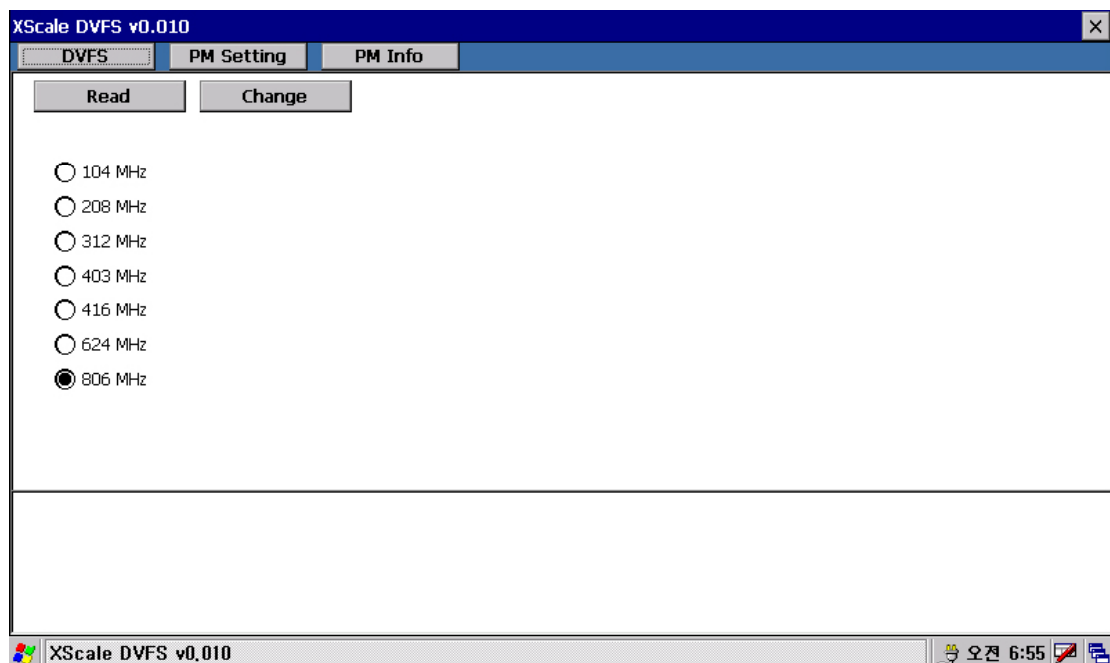 XScale DVFS v0.010
DVFS PM Setting PM Info
Read Change
104 MHz
208 MHz
312 MHz
403 MHz
416 MHz
624 MHz
806 MHz
XScale DVFS v0.010 오전 6:55